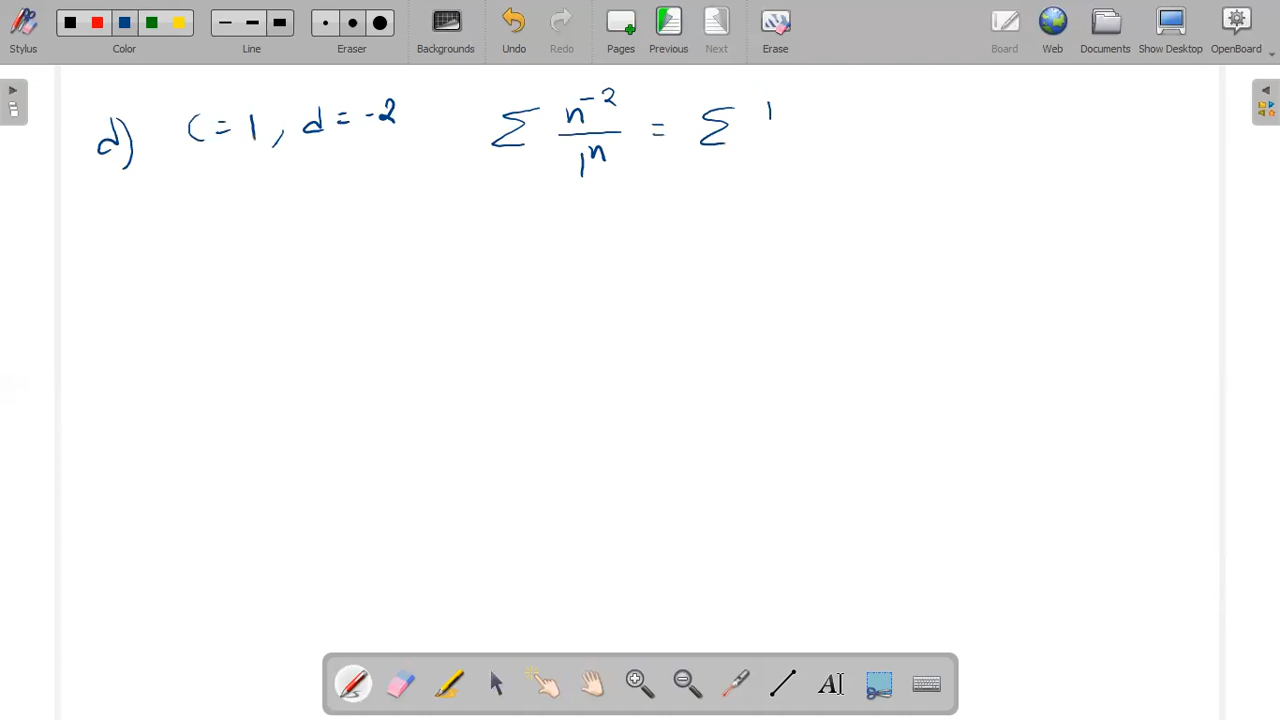 Stylus Color Line Eraser Backgrounds Undo Redo Pages Previous Next Erase Board Web Documents Show Desktop OpenBoard
d) C = 1, d = -2 ∑ n^-2 / 1^n = ∑ 1